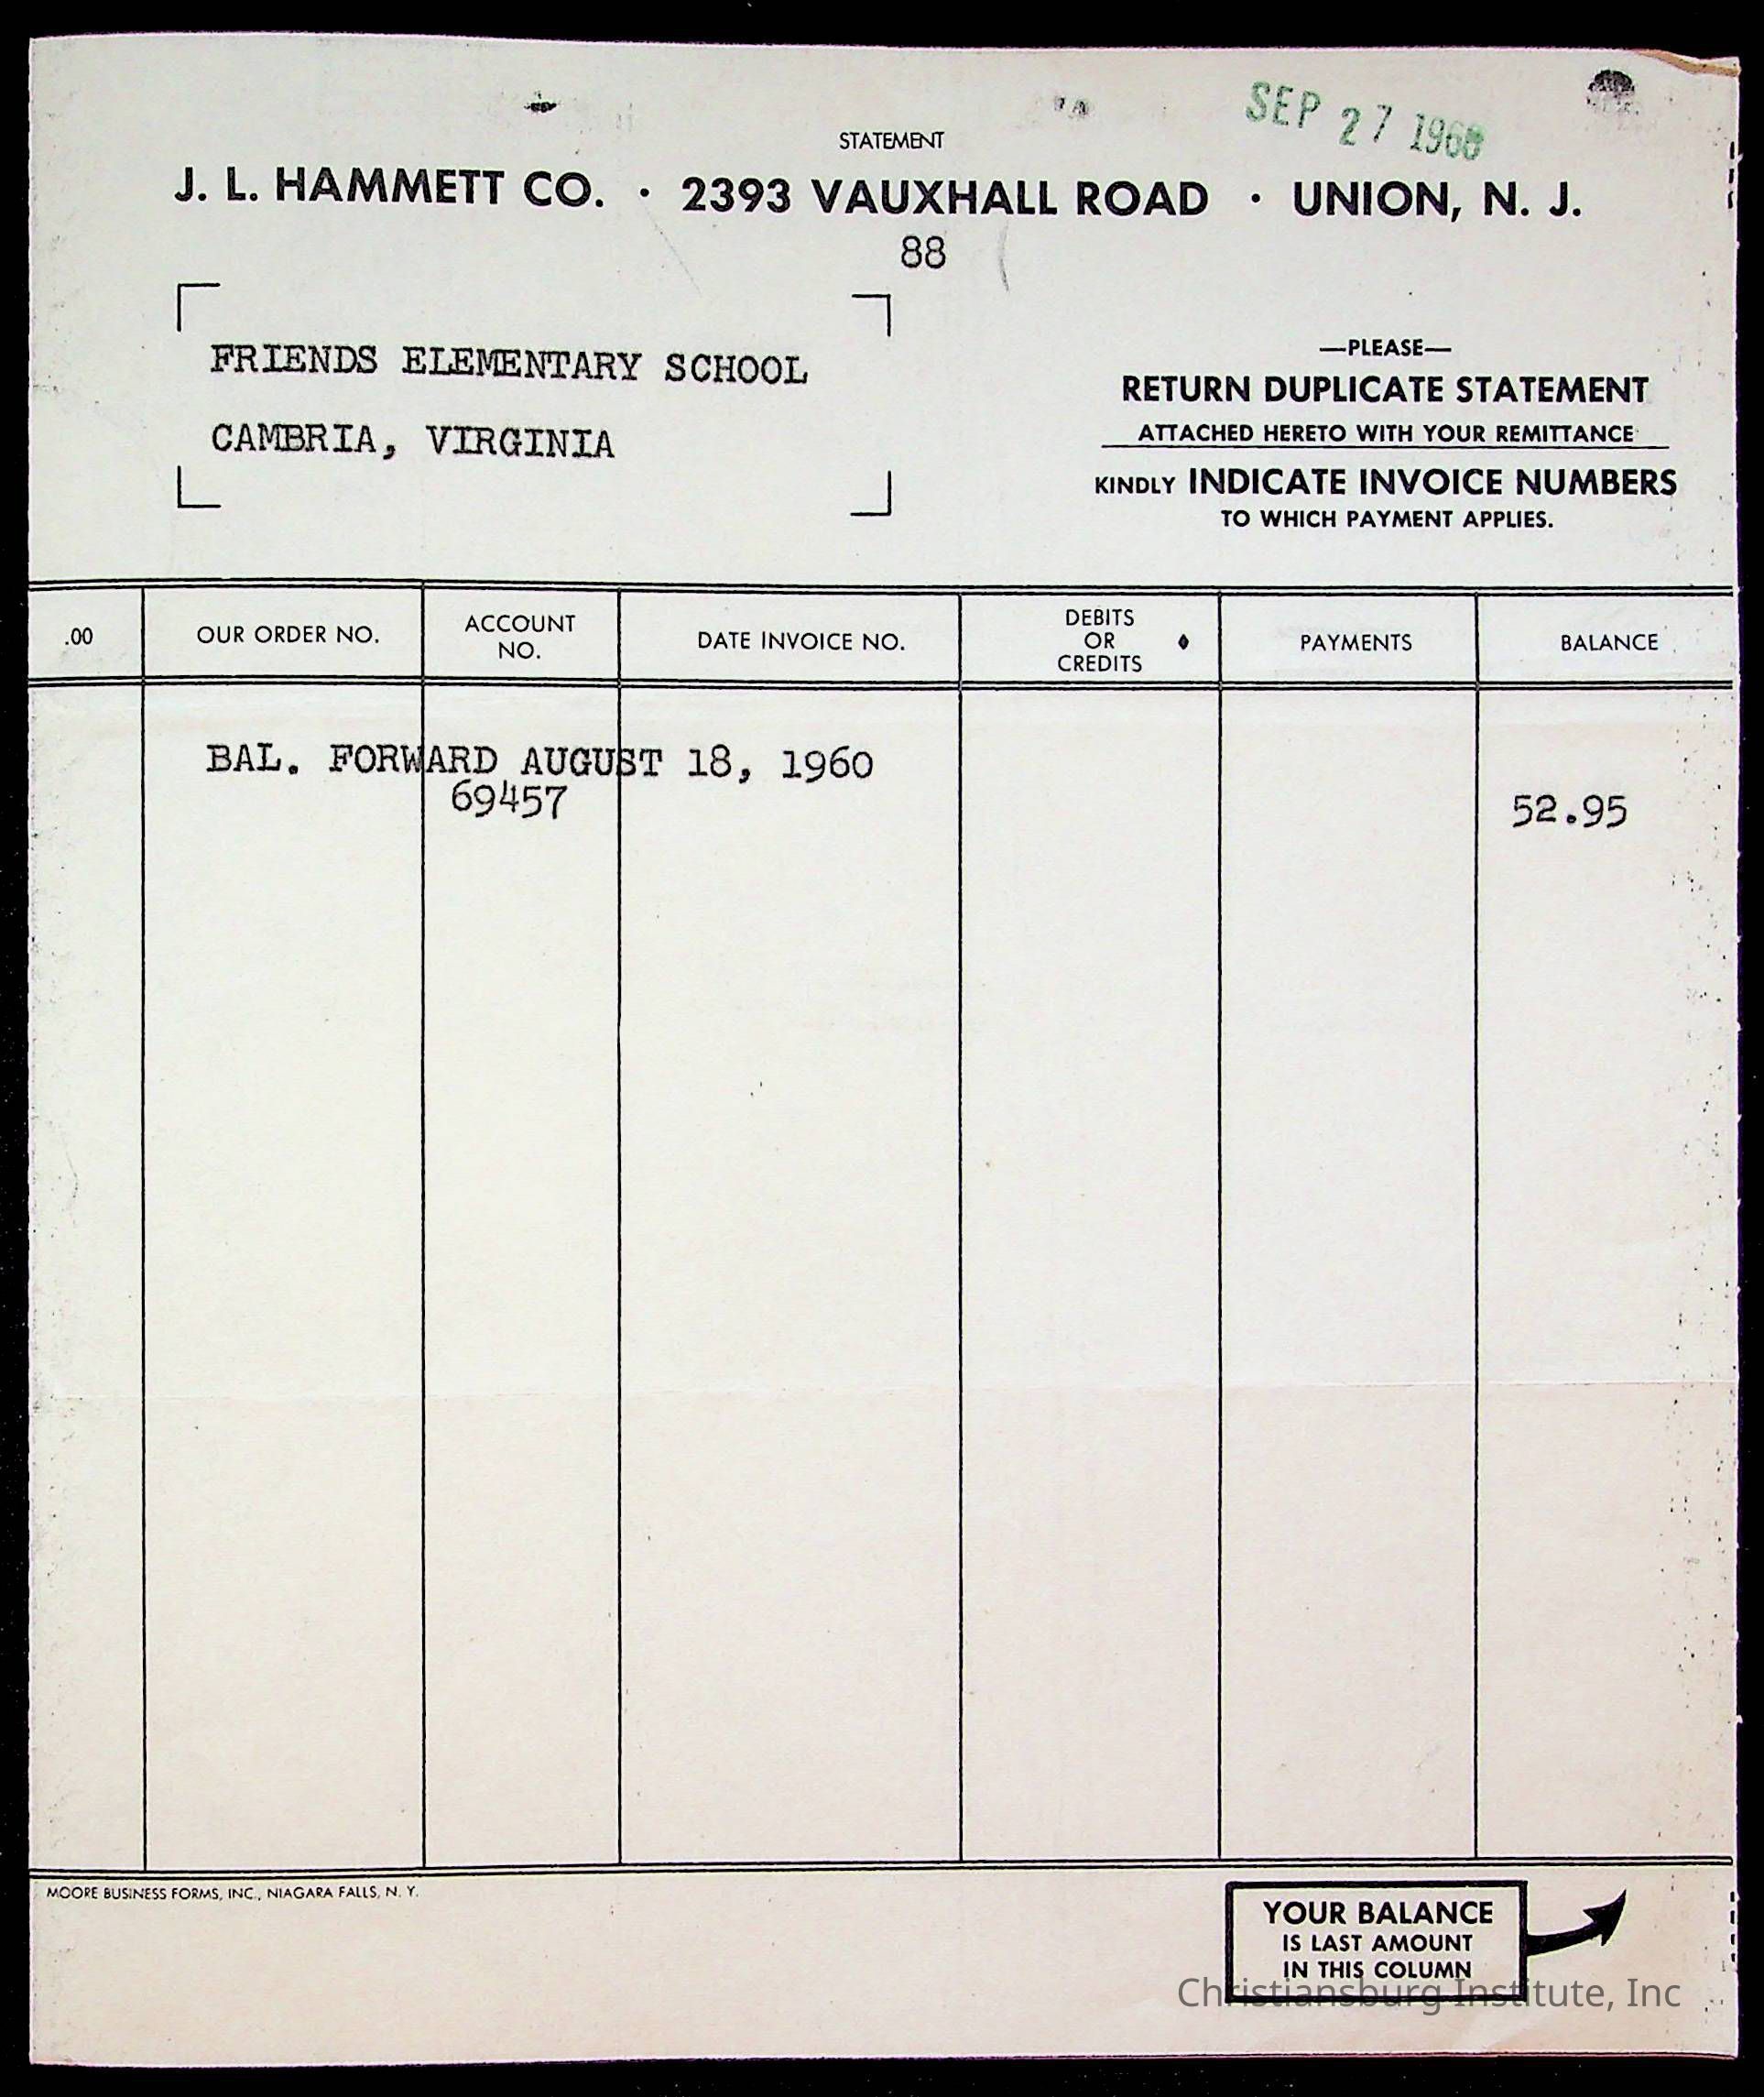 SEP 27 1960
STATEMENT
J. L. HAMMETT CO. · 2393 VAUXHALL ROAD · UNION, N. J.
88
FRIENDS ELEMENTARY SCHOOL
CAMBRIA, VIRGINIA
—PLEASE—
RETURN DUPLICATE STATEMENT
ATTACHED HERETO WITH YOUR REMITTANCE
KINDLY INDICATE INVOICE NUMBERS
TO WHICH PAYMENT APPLIES.
.00 OUR ORDER NO. ACCOUNT NO. DATE INVOICE NO. DEBITS OR CREDITS ♦ PAYMENTS BALANCE
BAL. FORWARD AUGUST 18, 1960
69457 52.95
MOORE BUSINESS FORMS, INC., NIAGARA FALLS, N. Y.
YOUR BALANCE
IS LAST AMOUNT
IN THIS COLUMN
Christiansburg Institute, Inc